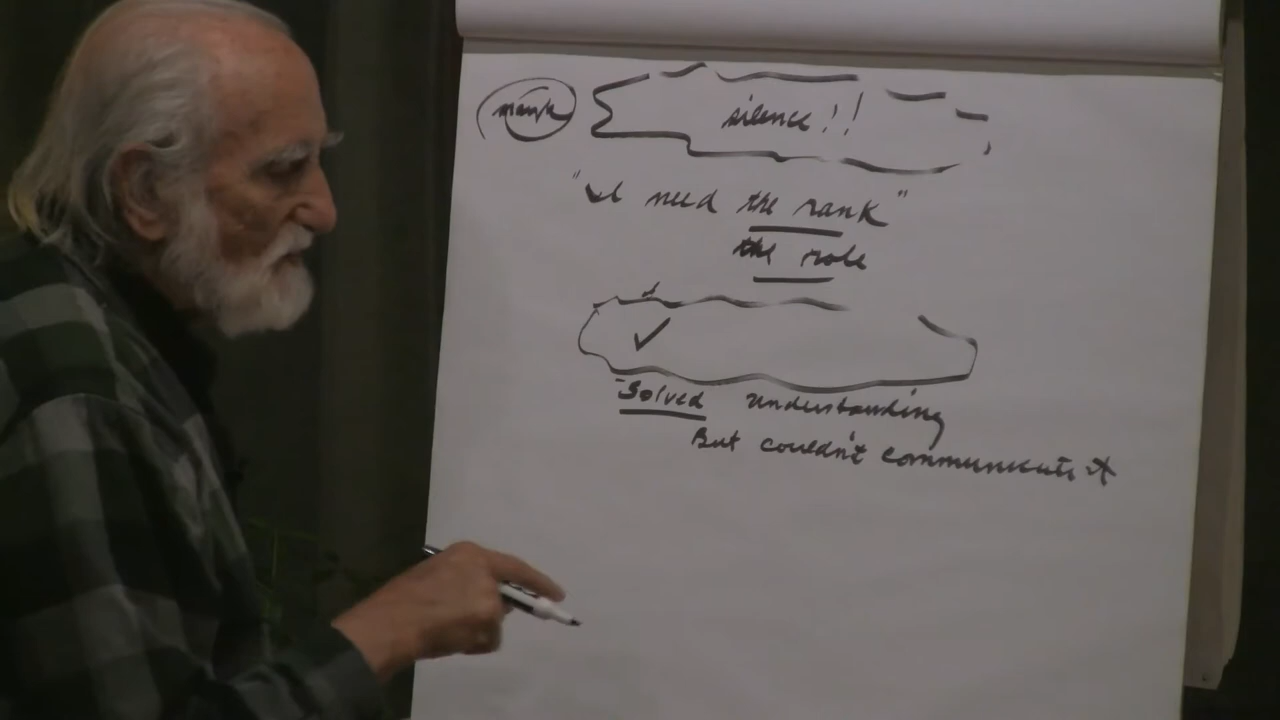 silence!!
"I need the rank"
the role
Solved understanding
But couldn't communicate it